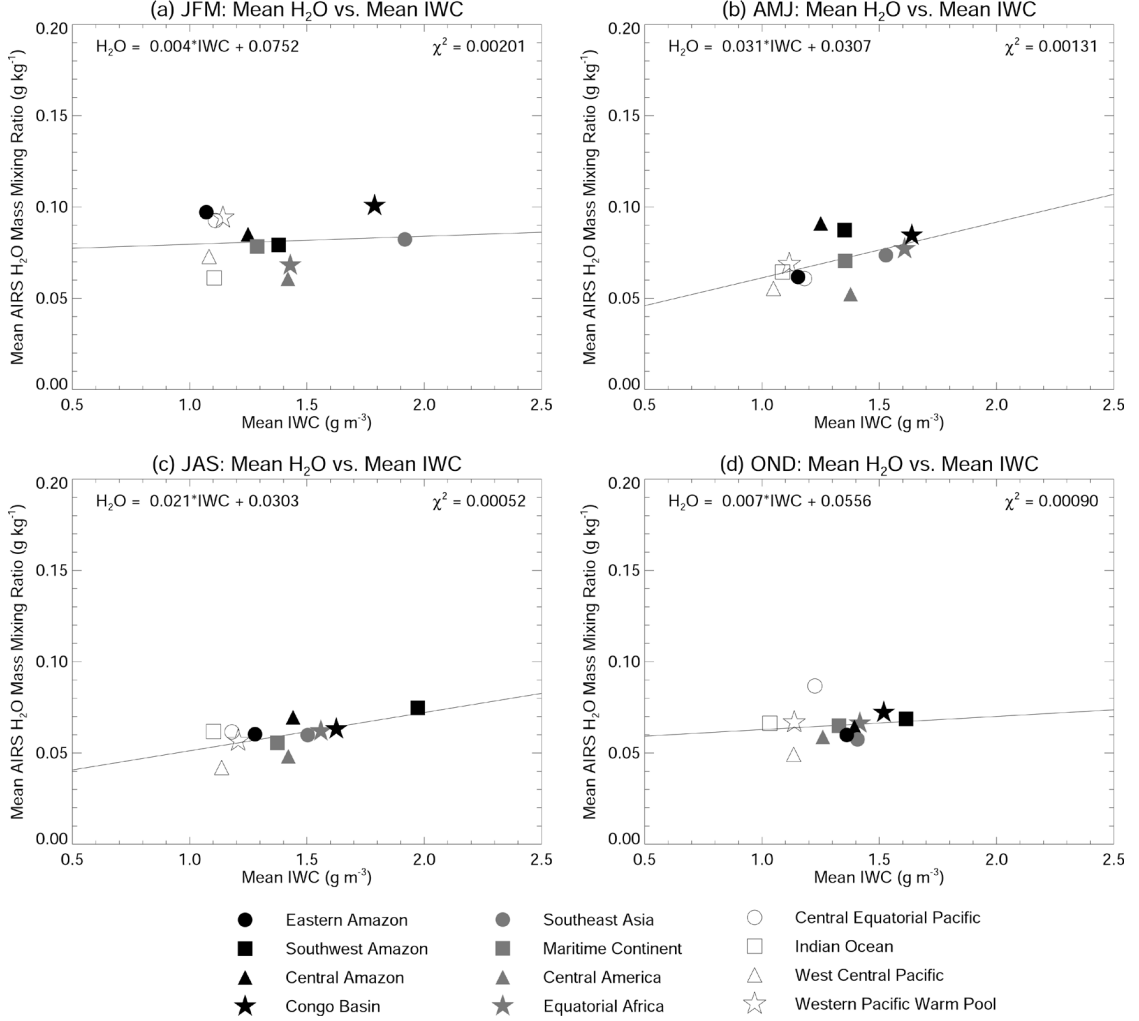 (a) JFM: Mean H₂O vs. Mean IWC
H₂O = 0.004*IWC + 0.0752
χ² = 0.00201
Mean AIRS H₂O Mass Mixing Ratio (g kg⁻¹)
0.20
0.15
0.10
0.05
0.00
0.5
1.0
1.5
2.0
2.5
Mean IWC (g m⁻³)
(b) AMJ: Mean H₂O vs. Mean IWC
H₂O = 0.031*IWC + 0.0307
χ² = 0.00131
Mean AIRS H₂O Mass Mixing Ratio (g kg⁻¹)
0.20
0.15
0.10
0.05
0.00
0.5
1.0
1.5
2.0
2.5
Mean IWC (g m⁻³)
(c) JAS: Mean H₂O vs. Mean IWC
H₂O = 0.021*IWC + 0.0303
χ² = 0.00052
Mean AIRS H₂O Mass Mixing Ratio (g kg⁻¹)
0.20
0.15
0.10
0.05
0.00
0.5
1.0
1.5
2.0
2.5
Mean IWC (g m⁻³)
(d) OND: Mean H₂O vs. Mean IWC
H₂O = 0.007*IWC + 0.0556
χ² = 0.00090
Mean AIRS H₂O Mass Mixing Ratio (g kg⁻¹)
0.20
0.15
0.10
0.05
0.00
0.5
1.0
1.5
2.0
2.5
Mean IWC (g m⁻³)
Eastern Amazon
Southwest Amazon
Central Amazon
Congo Basin
Southeast Asia
Maritime Continent
Central America
Equatorial Africa
Central Equatorial Pacific
Indian Ocean
West Central Pacific
Western Pacific Warm Pool